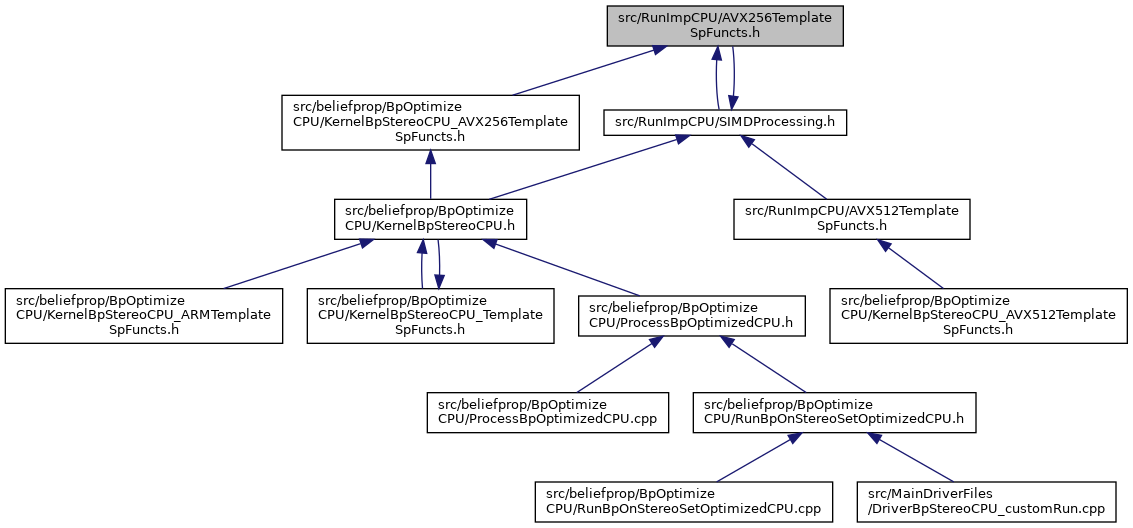 src/RunImpCPU/AVX256Template
SpFuncts.h
src/beliefprop/BpOptimize
CPU/KernelBpStereoCPU_AVX256Template
SpFuncts.h
src/RunImpCPU/SIMDProcessing.h
src/beliefprop/BpOptimize
CPU/KernelBpStereoCPU.h
src/RunImpCPU/AVX512Template
SpFuncts.h
src/beliefprop/BpOptimize
CPU/KernelBpStereoCPU_ARMTemplate
SpFuncts.h
src/beliefprop/BpOptimize
CPU/KernelBpStereoCPU_Template
SpFuncts.h
src/beliefprop/BpOptimize
CPU/ProcessBpOptimizedCPU.h
src/beliefprop/BpOptimize
CPU/KernelBpStereoCPU_AVX512Template
SpFuncts.h
src/beliefprop/BpOptimize
CPU/ProcessBpOptimizedCPU.cpp
src/beliefprop/BpOptimize
CPU/RunBpOnStereoSetOptimizedCPU.h
src/beliefprop/BpOptimize
CPU/RunBpOnStereoSetOptimizedCPU.cpp
src/MainDriverFiles
/DriverBpStereoCPU_customRun.cpp